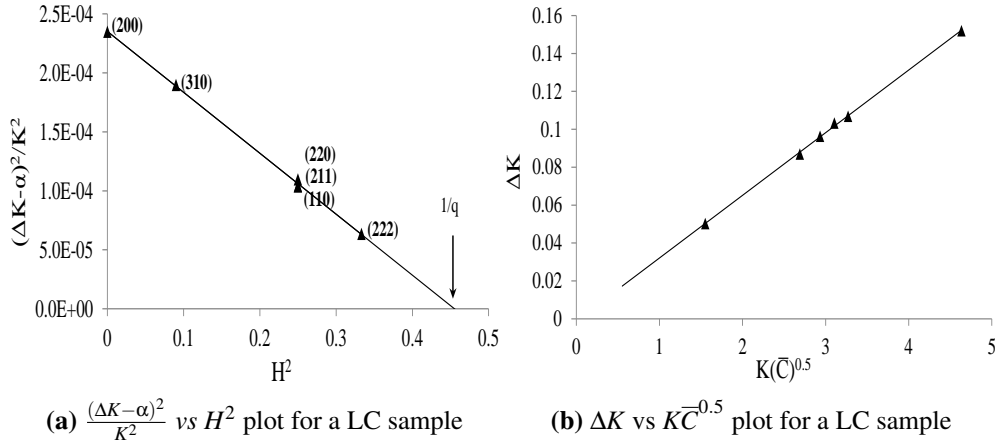 (ΔK-α)²/K²
2.5E-04
2.0E-04
1.5E-04
1.0E-04
5.0E-05
0.0E+00
(200)
(310)
(220)
(211)
(110)
(222)
1/q
0 0.1 0.2 0.3 0.4 0.5
H²
ΔK
0.16
0.14
0.12
0.1
0.08
0.06
0.04
0.02
0
0 1 2 3 4 5
K(C̅)^0.5
(a) (ΔK−α)²/K² vs H² plot for a LC sample
(b) ΔK vs KC̅^0.5 plot for a LC sample